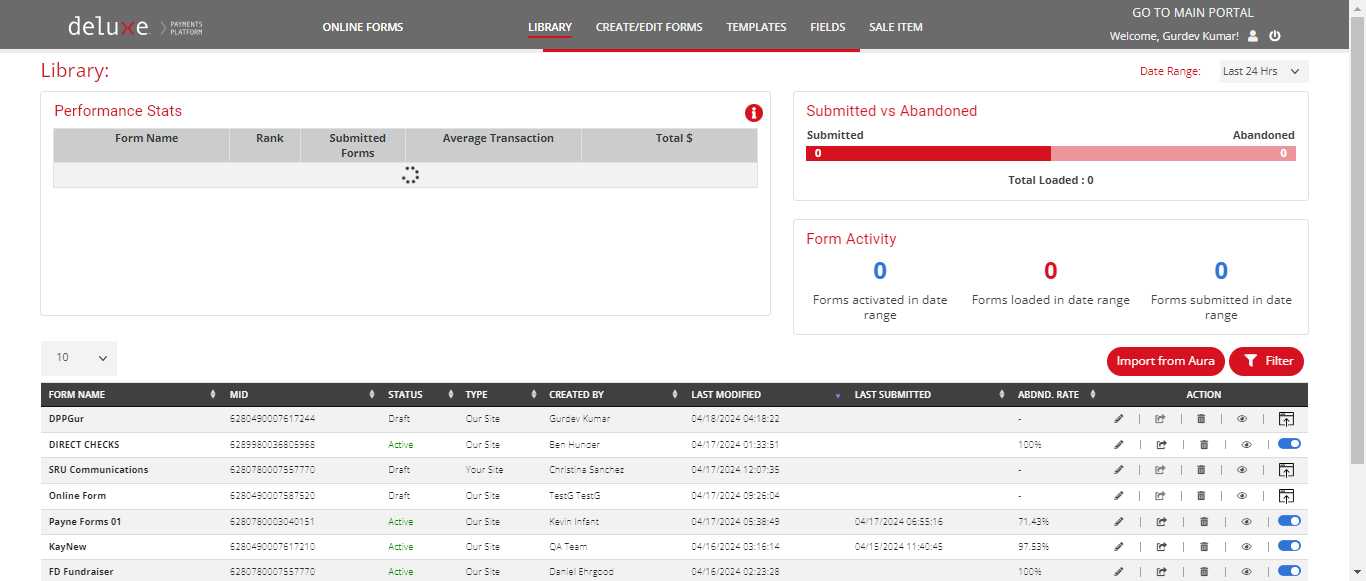 deluxe PAYMENTS PLATFORM
ONLINE FORMS
LIBRARY CREATE/EDIT FORMS TEMPLATES FIELDS SALE ITEM
GO TO MAIN PORTAL
Welcome, Gurdev Kumar!
Library:
Date Range: Last 24 Hrs
Performance Stats
Form Name Rank Submitted Forms Average Transaction Total $
Submitted vs Abandoned
Submitted Abandoned
0 0
Total Loaded : 0
Form Activity
0 0 0
Forms activated in date range
Forms loaded in date range
Forms submitted in date range
10
Import from Aura Filter
FORM NAME MID STATUS TYPE CREATED BY LAST MODIFIED LAST SUBMITTED ABDND. RATE ACTION
DPPGur 6280490007617244 Draft Our Site Gurdev Kumar 04/18/2024 04:18:22 -
DIRECT CHECKS 6289980036805968 Active Our Site Ben Hunder 04/17/2024 01:33:51 100%
SRU Communications 6280780007557770 Draft Your Site Christina Sanchez 04/17/2024 12:07:35 -
Online Form 6280490007587520 Draft Our Site TestG TestG 04/17/2024 09:26:04 -
Payne Forms 01 6280780003040151 Active Our Site Kevin Infant 04/17/2024 05:38:49 04/17/2024 06:55:16 71.43%
KayNew 6280490007617210 Active Our Site QA Team 04/16/2024 03:16:14 04/15/2024 11:40:45 97.53%
FD Fundraiser 6280780007557770 Active Our Site Daniel Ehrgood 04/16/2024 02:23:28 100%